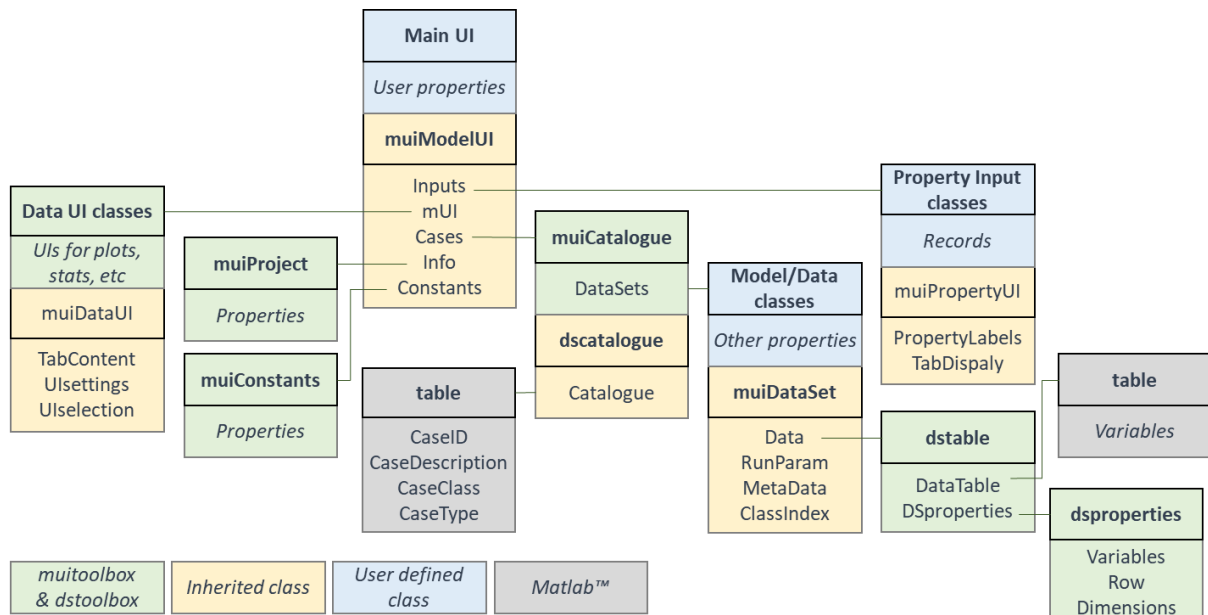 Main UI
User properties
muiModelUI
Inputs
mUI
Cases
Info
Constants
Data UI classes
UIs for plots,
stats, etc
muiDataUI
TabContent
UIsettings
UIselection
muiProject
Properties
muiConstants
Properties
muiCatalogue
DataSets
dscatalogue
Catalogue
table
CaseID
CaseDescription
CaseClass
CaseType
Model/Data
classes
Other properties
muiDataSet
Data
RunParam
MetaData
ClassIndex
Property Input
classes
Records
muiPropertyUI
PropertyLabels
TabDispaly
dstable
DataTable
DSproperties
table
Variables
dsproperties
Variables
Row
Dimensions
muitoolbox
& dstoolbox
Inherited class
User defined
class
Matlab™